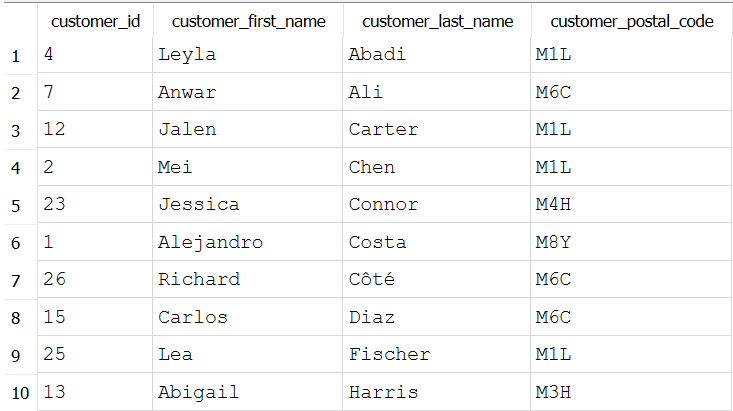 customer_id customer_first_name customer_last_name customer_postal_code
1 4 Leyla Abadi M1L
2 7 Anwar Ali M6C
3 12 Jalen Carter M1L
4 2 Mei Chen M1L
5 23 Jessica Connor M4H
6 1 Alejandro Costa M8Y
7 26 Richard Côté M6C
8 15 Carlos Diaz M6C
9 25 Lea Fischer M1L
10 13 Abigail Harris M3H